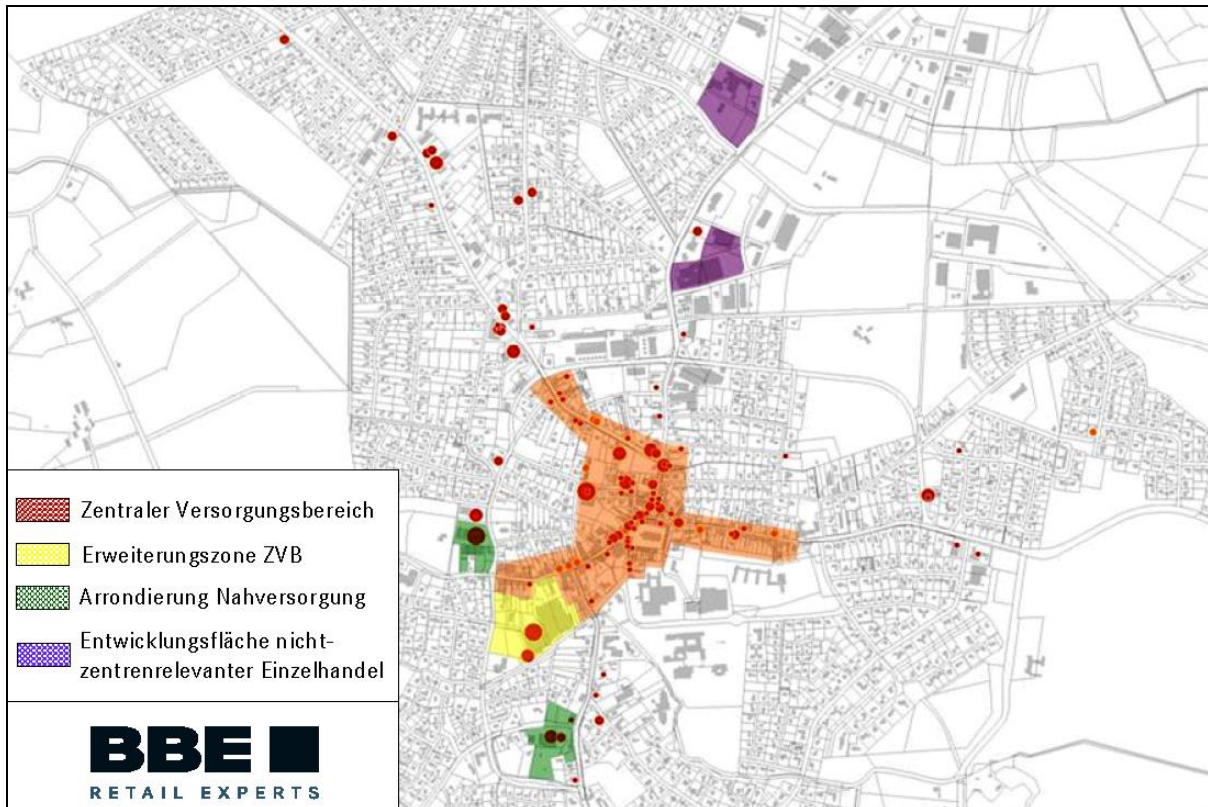 Zentraler Versorgungsbereich
Erweiterungszone ZVB
Arrondierung Nahversorgung
Entwicklungsfläche nicht-
zentrenrelevanter Einzelhandel
BBE
RETAIL EXPERTS